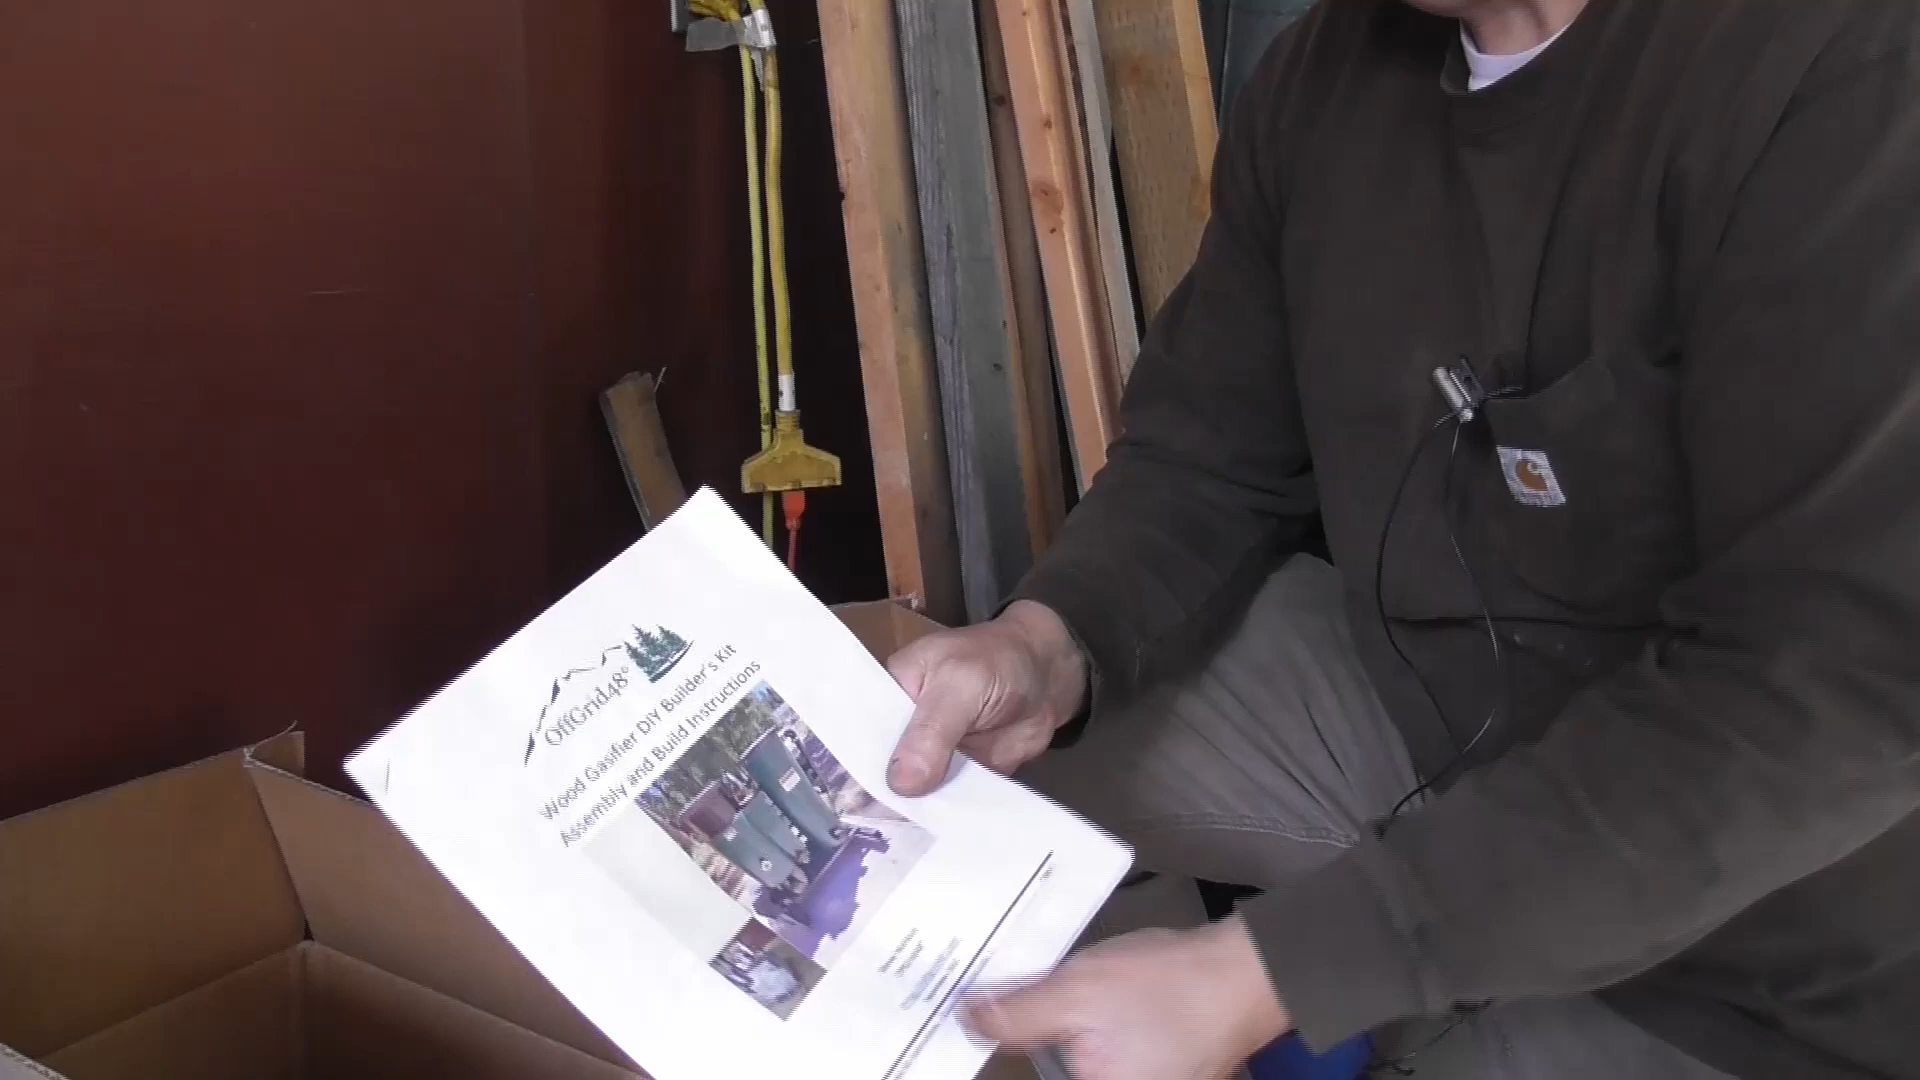 OffGrid48°
Wood Gasifier DIY Builder's Kit
Assembly and Build Instructions